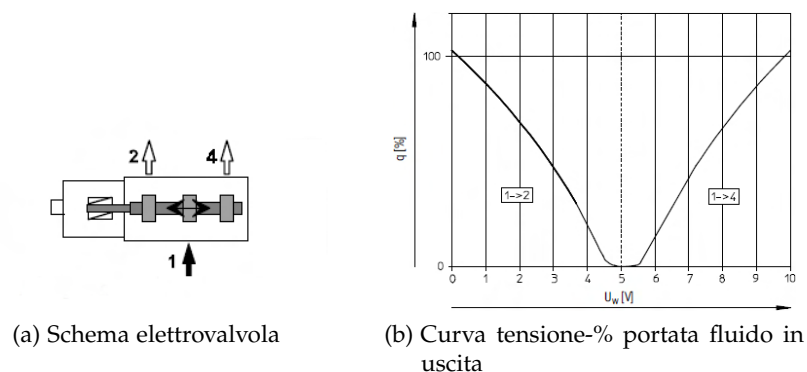 2
4
1
(a) Schema elettrovalvola
q [%]
100
0
1->2
1->4
0 1 2 3 4 5 6 7 8 9 10
U_W [V]
(b) Curva tensione-% portata fluido in
uscita